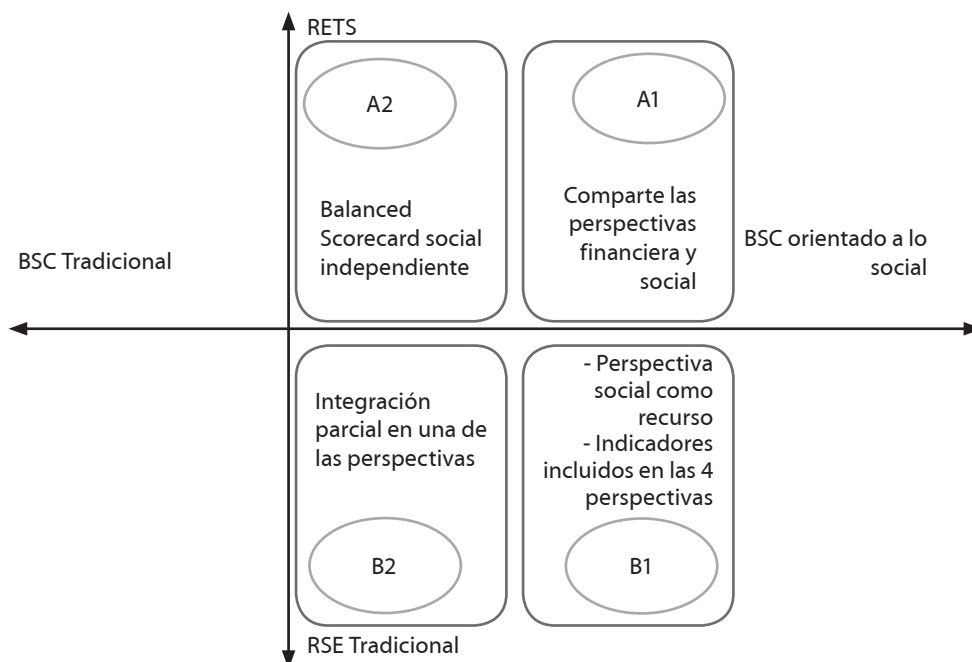 RETS
A2
A1
Balanced
Scorecard social
independiente
Comparte las
perspectivas
financiera y
social
BSC Tradicional
BSC orientado a lo
social
Integración
parcial en una de
las perspectivas
- Perspectiva
social como
recurso
- Indicadores
incluidos en las 4
perspectivas
B2
B1
RSE Tradicional